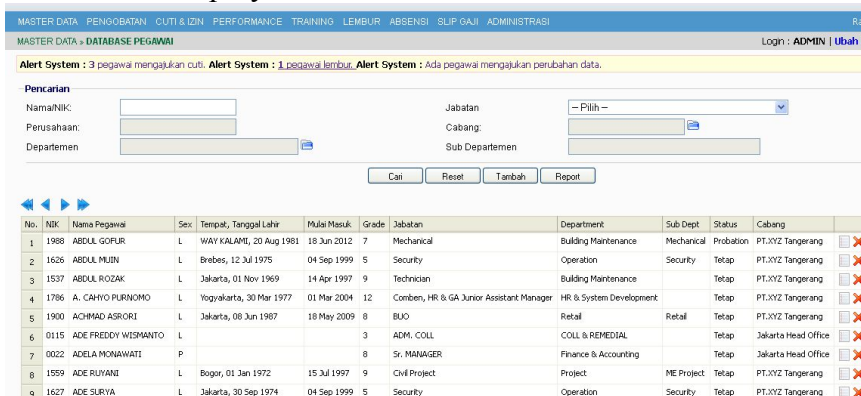 MASTER DATA PENGOBATAN CUTI & IZIN PERFORMANCE TRAINING LEMBUR ABSENSI SLIP GAJI ADMINISTRASI
MASTER DATA » DATABASE PEGAWAI Login : ADMIN | Ubah
Alert System : 3 pegawai mengajukan cuti. Alert System : 1 pegawai lembur. Alert System : Ada pegawai mengajukan perubahan data.
Pencarian
Nama/NIK: Jabatan -- Pilih --
Perusahaan: Cabang:
Departemen Sub Departemen
Cari Reset Tambah Report
No. NIK Nama Pegawai Sex Tempat, Tanggal Lahir Mulai Masuk Grade Jabatan Department Sub Dept Status Cabang
1 1988 ABDUL GOFUR L WAY KALAMI, 20 Aug 1981 18 Jun 2012 7 Mechanical Building Maintenance Mechanical Probation PT.XYZ Tangerang
2 1626 ABDUL MUIN L Brebes, 12 Jul 1975 04 Sep 1999 5 Security Operation Security Tetap PT.XYZ Tangerang
3 1537 ABDUL ROZAK L Jakarta, 01 Nov 1969 14 Apr 1997 9 Technician Building Maintenance Tetap PT.XYZ Tangerang
4 1786 A. CAHYO PURNOMO L Yogyakarta, 30 Mar 1977 01 Mar 2004 12 Comben, HR & GA Junior Assistant Manager HR & System Development Tetap PT.XYZ Tangerang
5 1900 ACHMAD ASRORI L Jakarta, 08 Jun 1987 18 May 2009 8 BUO Retail Retail Tetap PT.XYZ Tangerang
6 0115 ADE FREDDY WISMANTO L 3 ADM. COLL COLL & REMEDIAL Tetap Jakarta Head Office
7 0022 ADELA MONAWATI P 8 Sr. MANAGER Finance & Accounting Tetap Jakarta Head Office
8 1559 ADE RUYANI L Bogor, 01 Jan 1972 15 Jul 1997 9 Civil Project Project ME Project Tetap PT.XYZ Tangerang
9 1627 ADE SURYA L Jakarta, 30 Sep 1974 04 Sep 1999 5 Security Operation Security Tetap PT.XYZ Tangerang